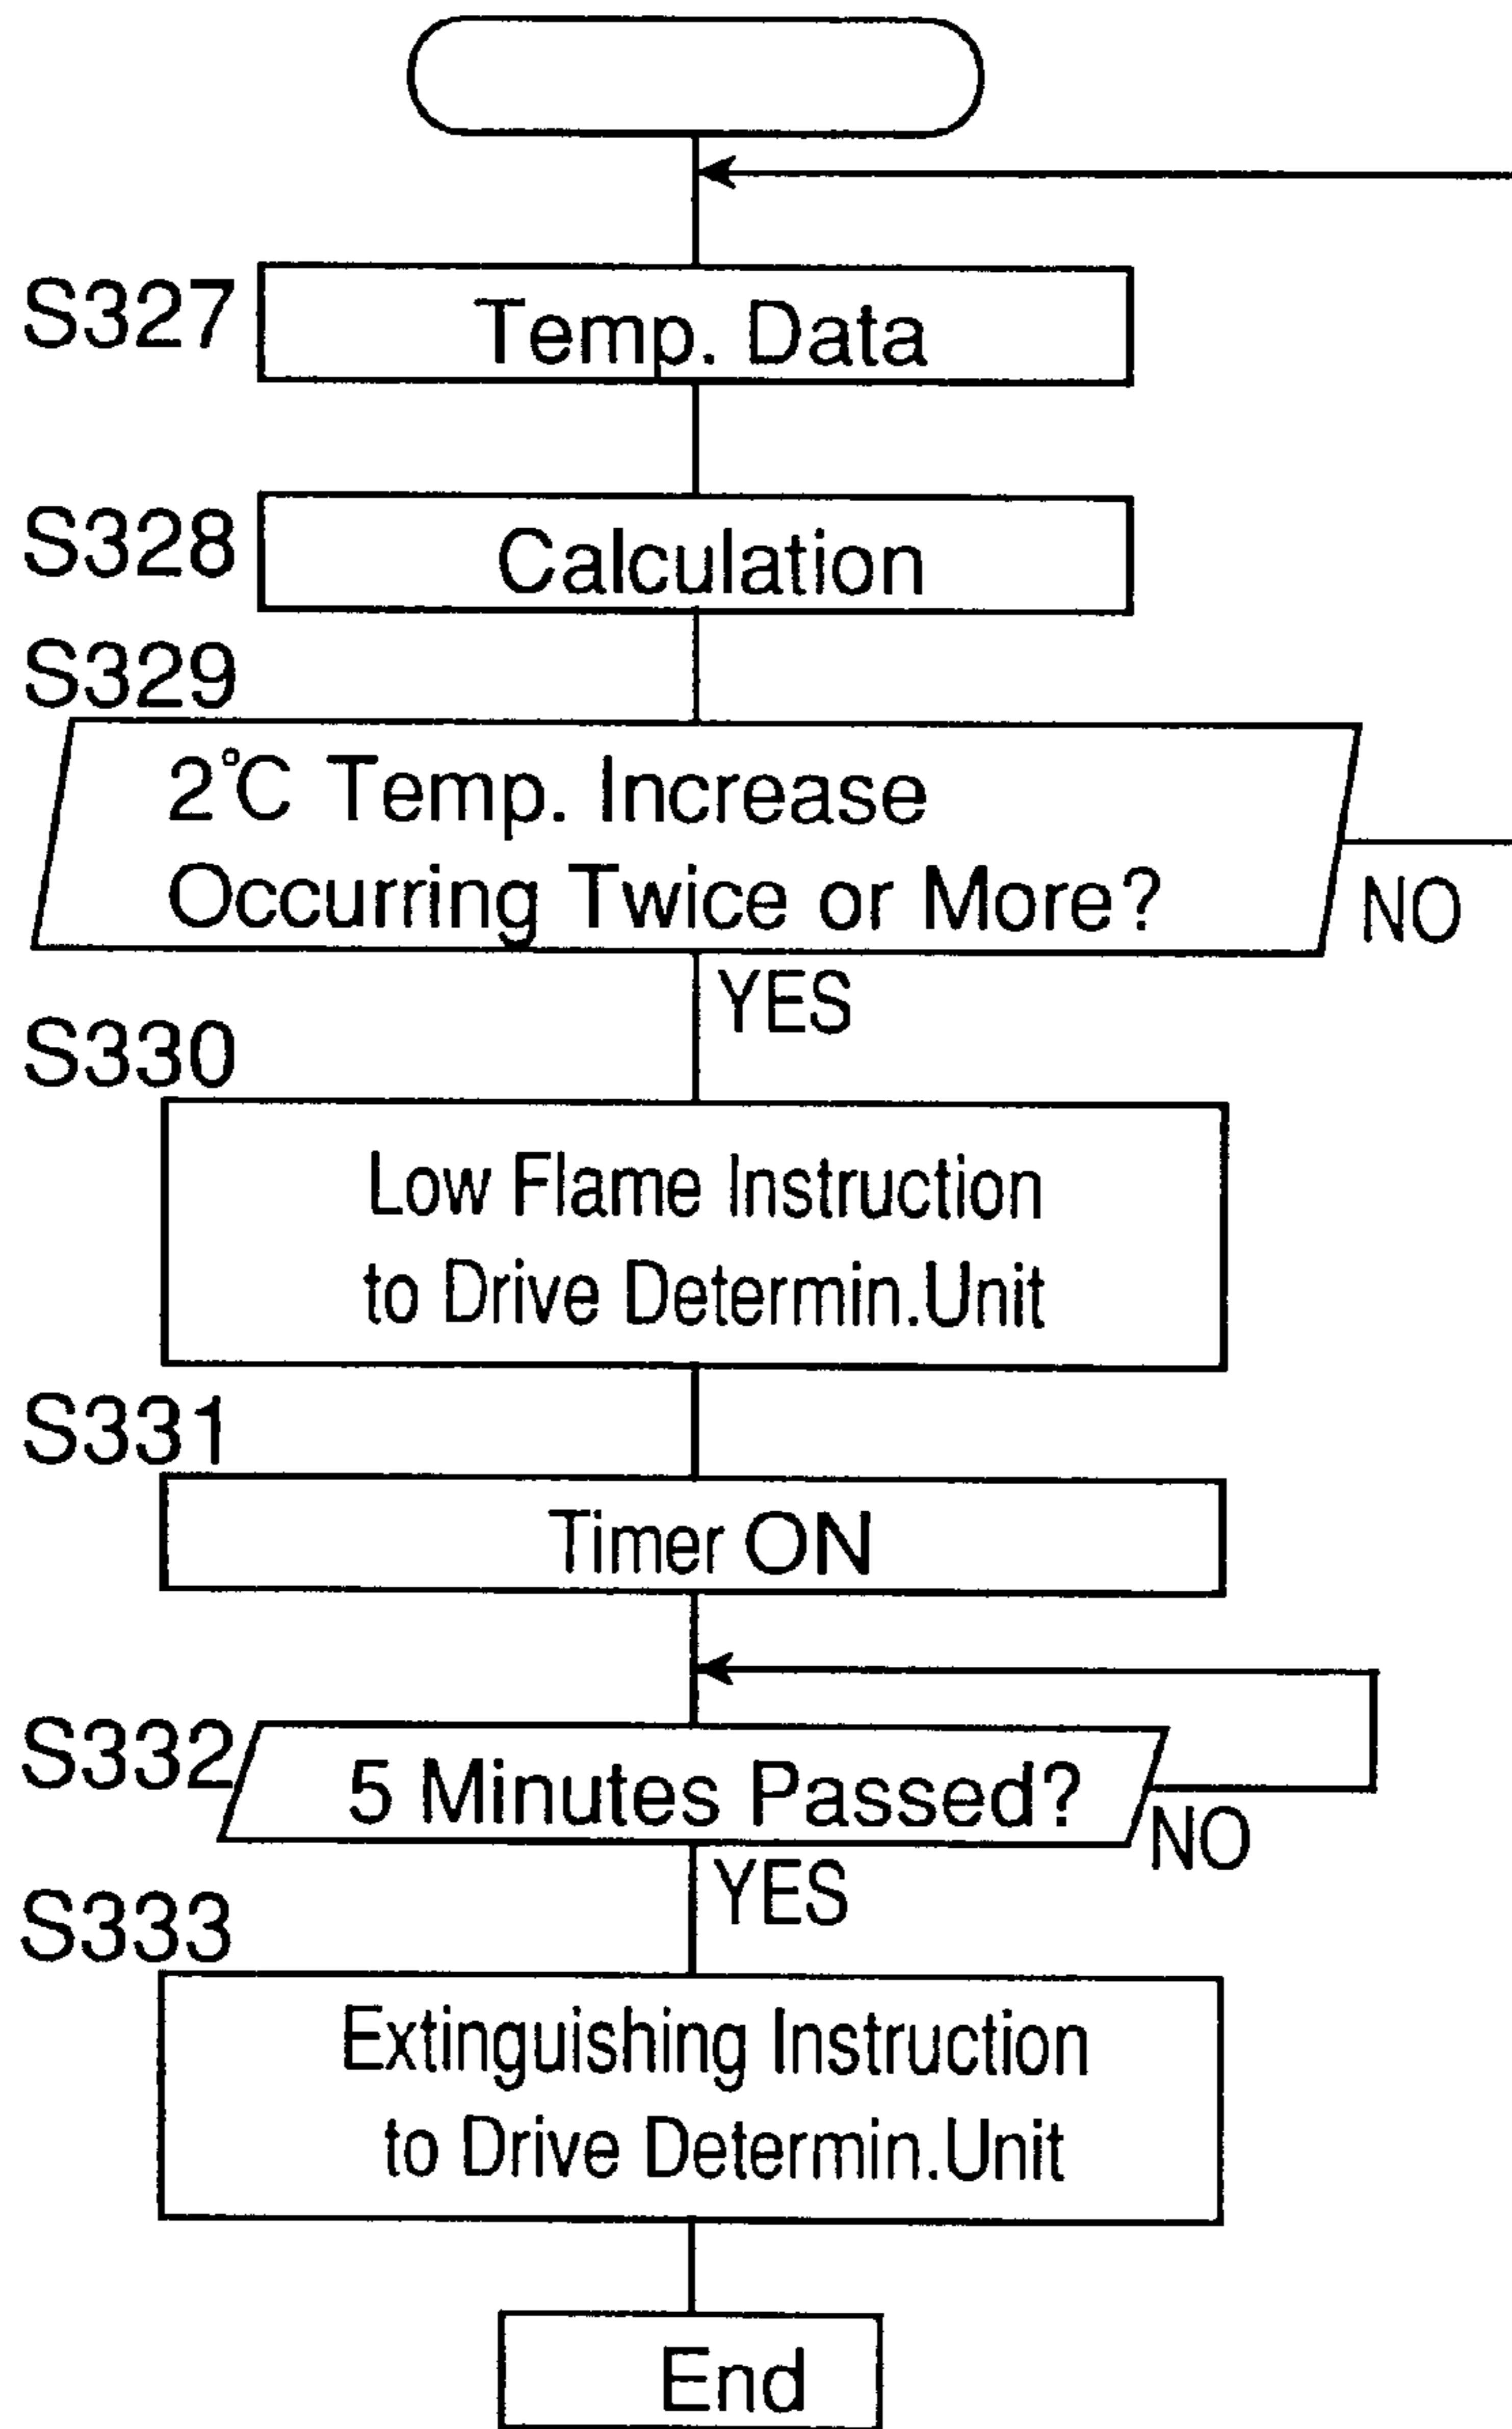 S327
Temp. Data
S328
Calculation
S329
2°C Temp. Increase
Occurring Twice or More?
NO
YES
S330
Low Flame Instruction
to Drive Determin.Unit
S331
Timer ON
S332
5 Minutes Passed?
NO
YES
S333
Extinguishing Instruction
to Drive Determin.Unit
End